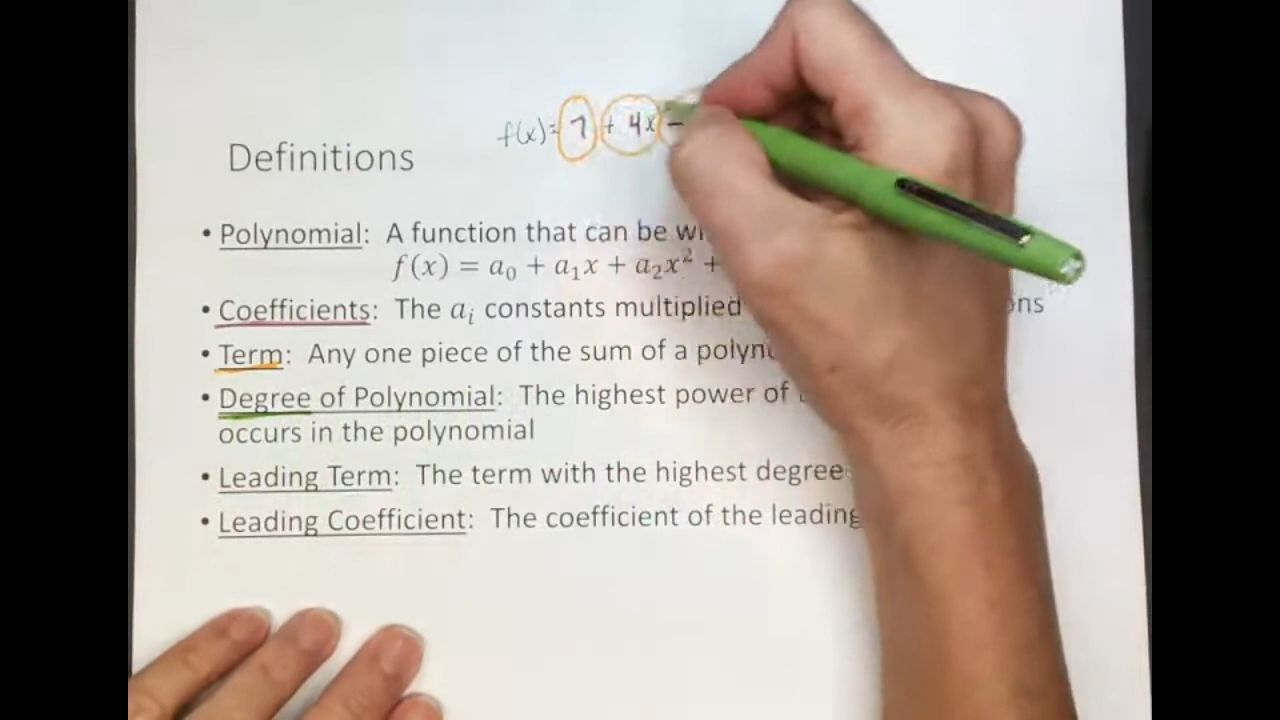 f(x) = 7 + 4x -
Definitions
• Polynomial: A function that can be
f(x) = a₀ + a₁x + a₂x² +
• Coefficients: The aᵢ constants multiplied
• Term: Any one piece of the sum of a
• Degree of Polynomial: The highest power of
occurs in the polynomial
• Leading Term: The term with the highest degree
• Leading Coefficient: The coefficient of the leading